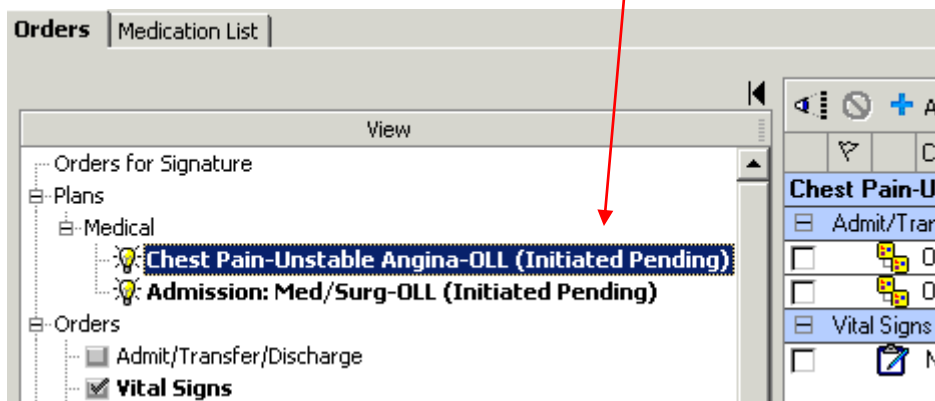 Orders Medication List
View
Orders for Signature
Plans
Medical
Chest Pain-Unstable Angina-OLL (Initiated Pending)
Admission: Med/Surg-OLL (Initiated Pending)
Orders
Admit/Transfer/Discharge
Vital Signs
Chest Pain-U
Admit/Tran
Vital Signs